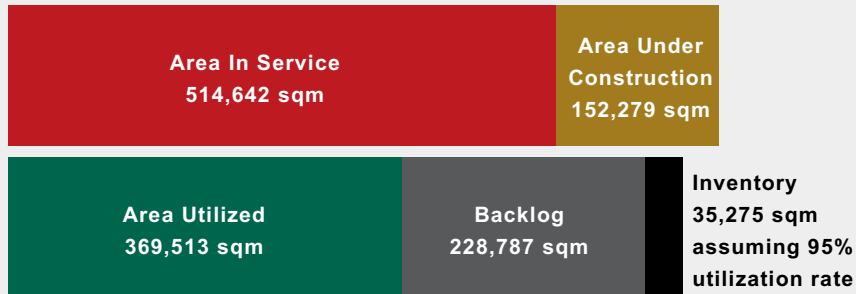 Area In Service
514,642 sqm
Area Under
Construction
152,279 sqm
Area Utilized
369,513 sqm
Backlog
228,787 sqm
Inventory
35,275 sqm
assuming 95%
utilization rate